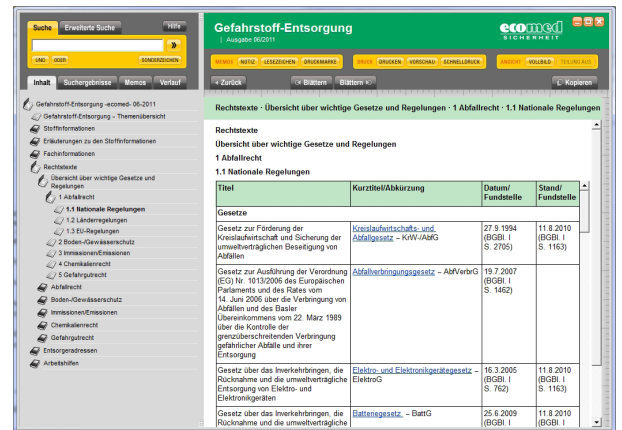 Suche Erweiterte Suche Hilfe
»
UND ODER SONDERZEICHEN
Inhalt Suchergebnisse Memos Verlauf
Gefahrstoff-Entsorgung -ecomed- 06-2011
Gefahrstoff-Entsorgung – Themenübersicht
Stoffinformationen
Erläuterungen zu den Stoffinformationen
Fachinformationen
Rechtstexte
Übersicht über wichtige Gesetze und
Regelungen
1 Abfallrecht
1.1 Nationale Regelungen
1.2 Länderregelungen
1.3 EU-Regelungen
2 Boden-/Gewässerschutz
3 Immissionen/Emissionen
4 Chemikalienrecht
5 Gefahrgutrecht
Abfallrecht
Boden-/Gewässerschutz
Immissionen/Emissionen
Chemikalienrecht
Gefahrgutrecht
Entsorgeradressen
Arbeitshilfen
Gefahrstoff-Entsorgung
| Ausgabe 06/2011
ecomed
SICHERHEIT
MEMOS NOTIZ LESEZEICHEN DRUCKMARKE DRUCK DRUCKEN VORSCHAU SCHNELLDRUCK ANSICHT VOLLBILD TEILUNG AUS
Zurück Blättern Blättern Kopieren
Rechtstexte · Übersicht über wichtige Gesetze und Regelungen · 1 Abfallrecht · 1.1 Nationale Regelungen
Rechtstexte
Übersicht über wichtige Gesetze und Regelungen
1 Abfallrecht
1.1 Nationale Regelungen
Titel Kurztitel/Abkürzung Datum/ Stand/
Fundstelle Fundstelle
Gesetze
Gesetz zur Förderung der Kreislaufwirtschafts- und 27.9.1994 11.8.2010
Kreislaufwirtschaft und Sicherung der Abfallgesetz – KrW-/AbfG (BGBl. I (BGBl. I
umweltverträglichen Beseitigung von S. 2705) S. 1163)
Abfällen
Gesetz zur Ausführung der Verordnung Abfallverbringungsgesetz – AbfVerbrG 19.7.2007
(EG) Nr. 1013/2006 des Europäischen (BGBl. I
Parlaments und des Rates vom S. 1462)
14. Juni 2006 über die Verbringung von
Abfällen und des Basler
Übereinkommens vom 22. März 1989
über die Kontrolle der
grenzüberschreitenden Verbringung
gefährlicher Abfälle und ihrer
Entsorgung
Gesetz über das Inverkehrbringen, die Elektro- und Elektronikgerätegesetz – 16.3.2005 11.8.2010
Rücknahme und die umweltverträgliche ElektroG (BGBl. I (BGBl. I
Entsorgung von Elektro- und S. 762) S. 1163)
Elektronikgeräten
Gesetz über das Inverkehrbringen, die Batteriegesetz – BattG 25.6.2009 11.8.2010
Rücknahme und die umweltverträgliche (BGBl. I (BGBl. I